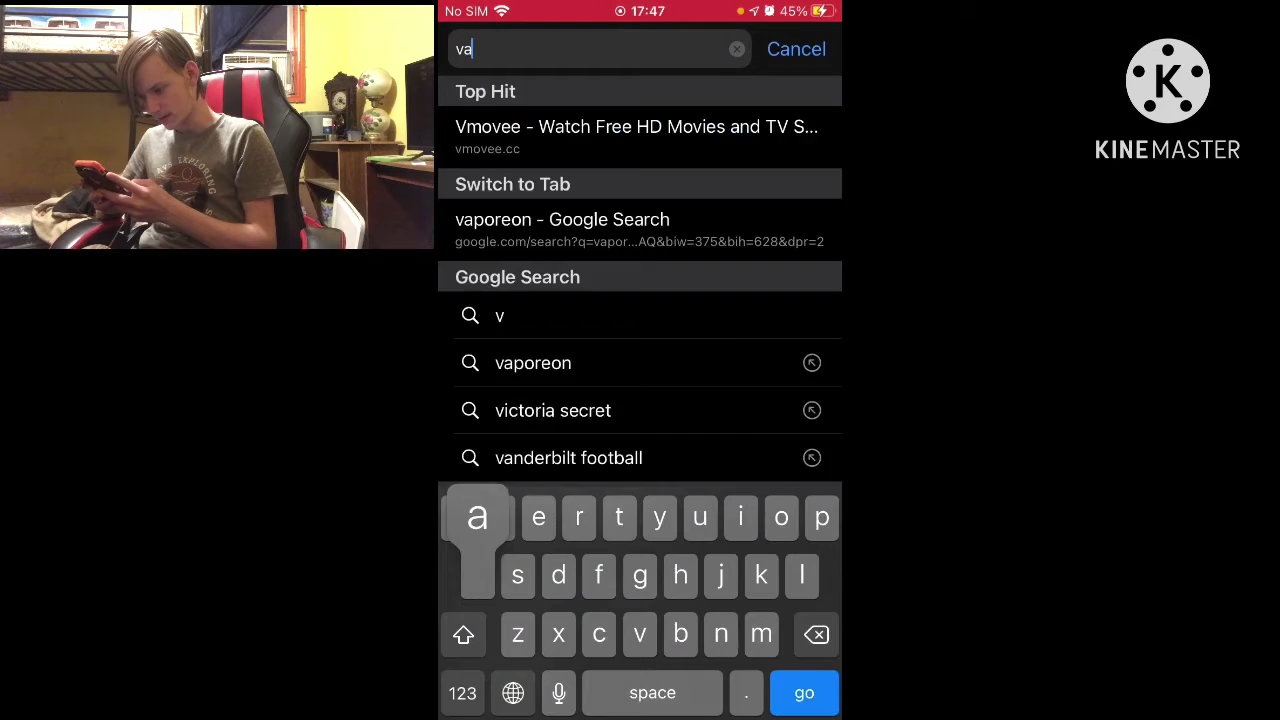 No SIM 17:47 45%
va Cancel
Top Hit
Vmovee - Watch Free HD Movies and TV S...
vmovee.cc
Switch to Tab
vaporeon - Google Search
google.com/search?q=vapor...AQ&biw=375&bih=628&dpr=2
Google Search
v
vaporeon
victoria secret
vanderbilt football
a e r t y u i o p
s d f g h j k l
z x c v b n m
123 space . go
K
KINEMASTER
EXPLORING